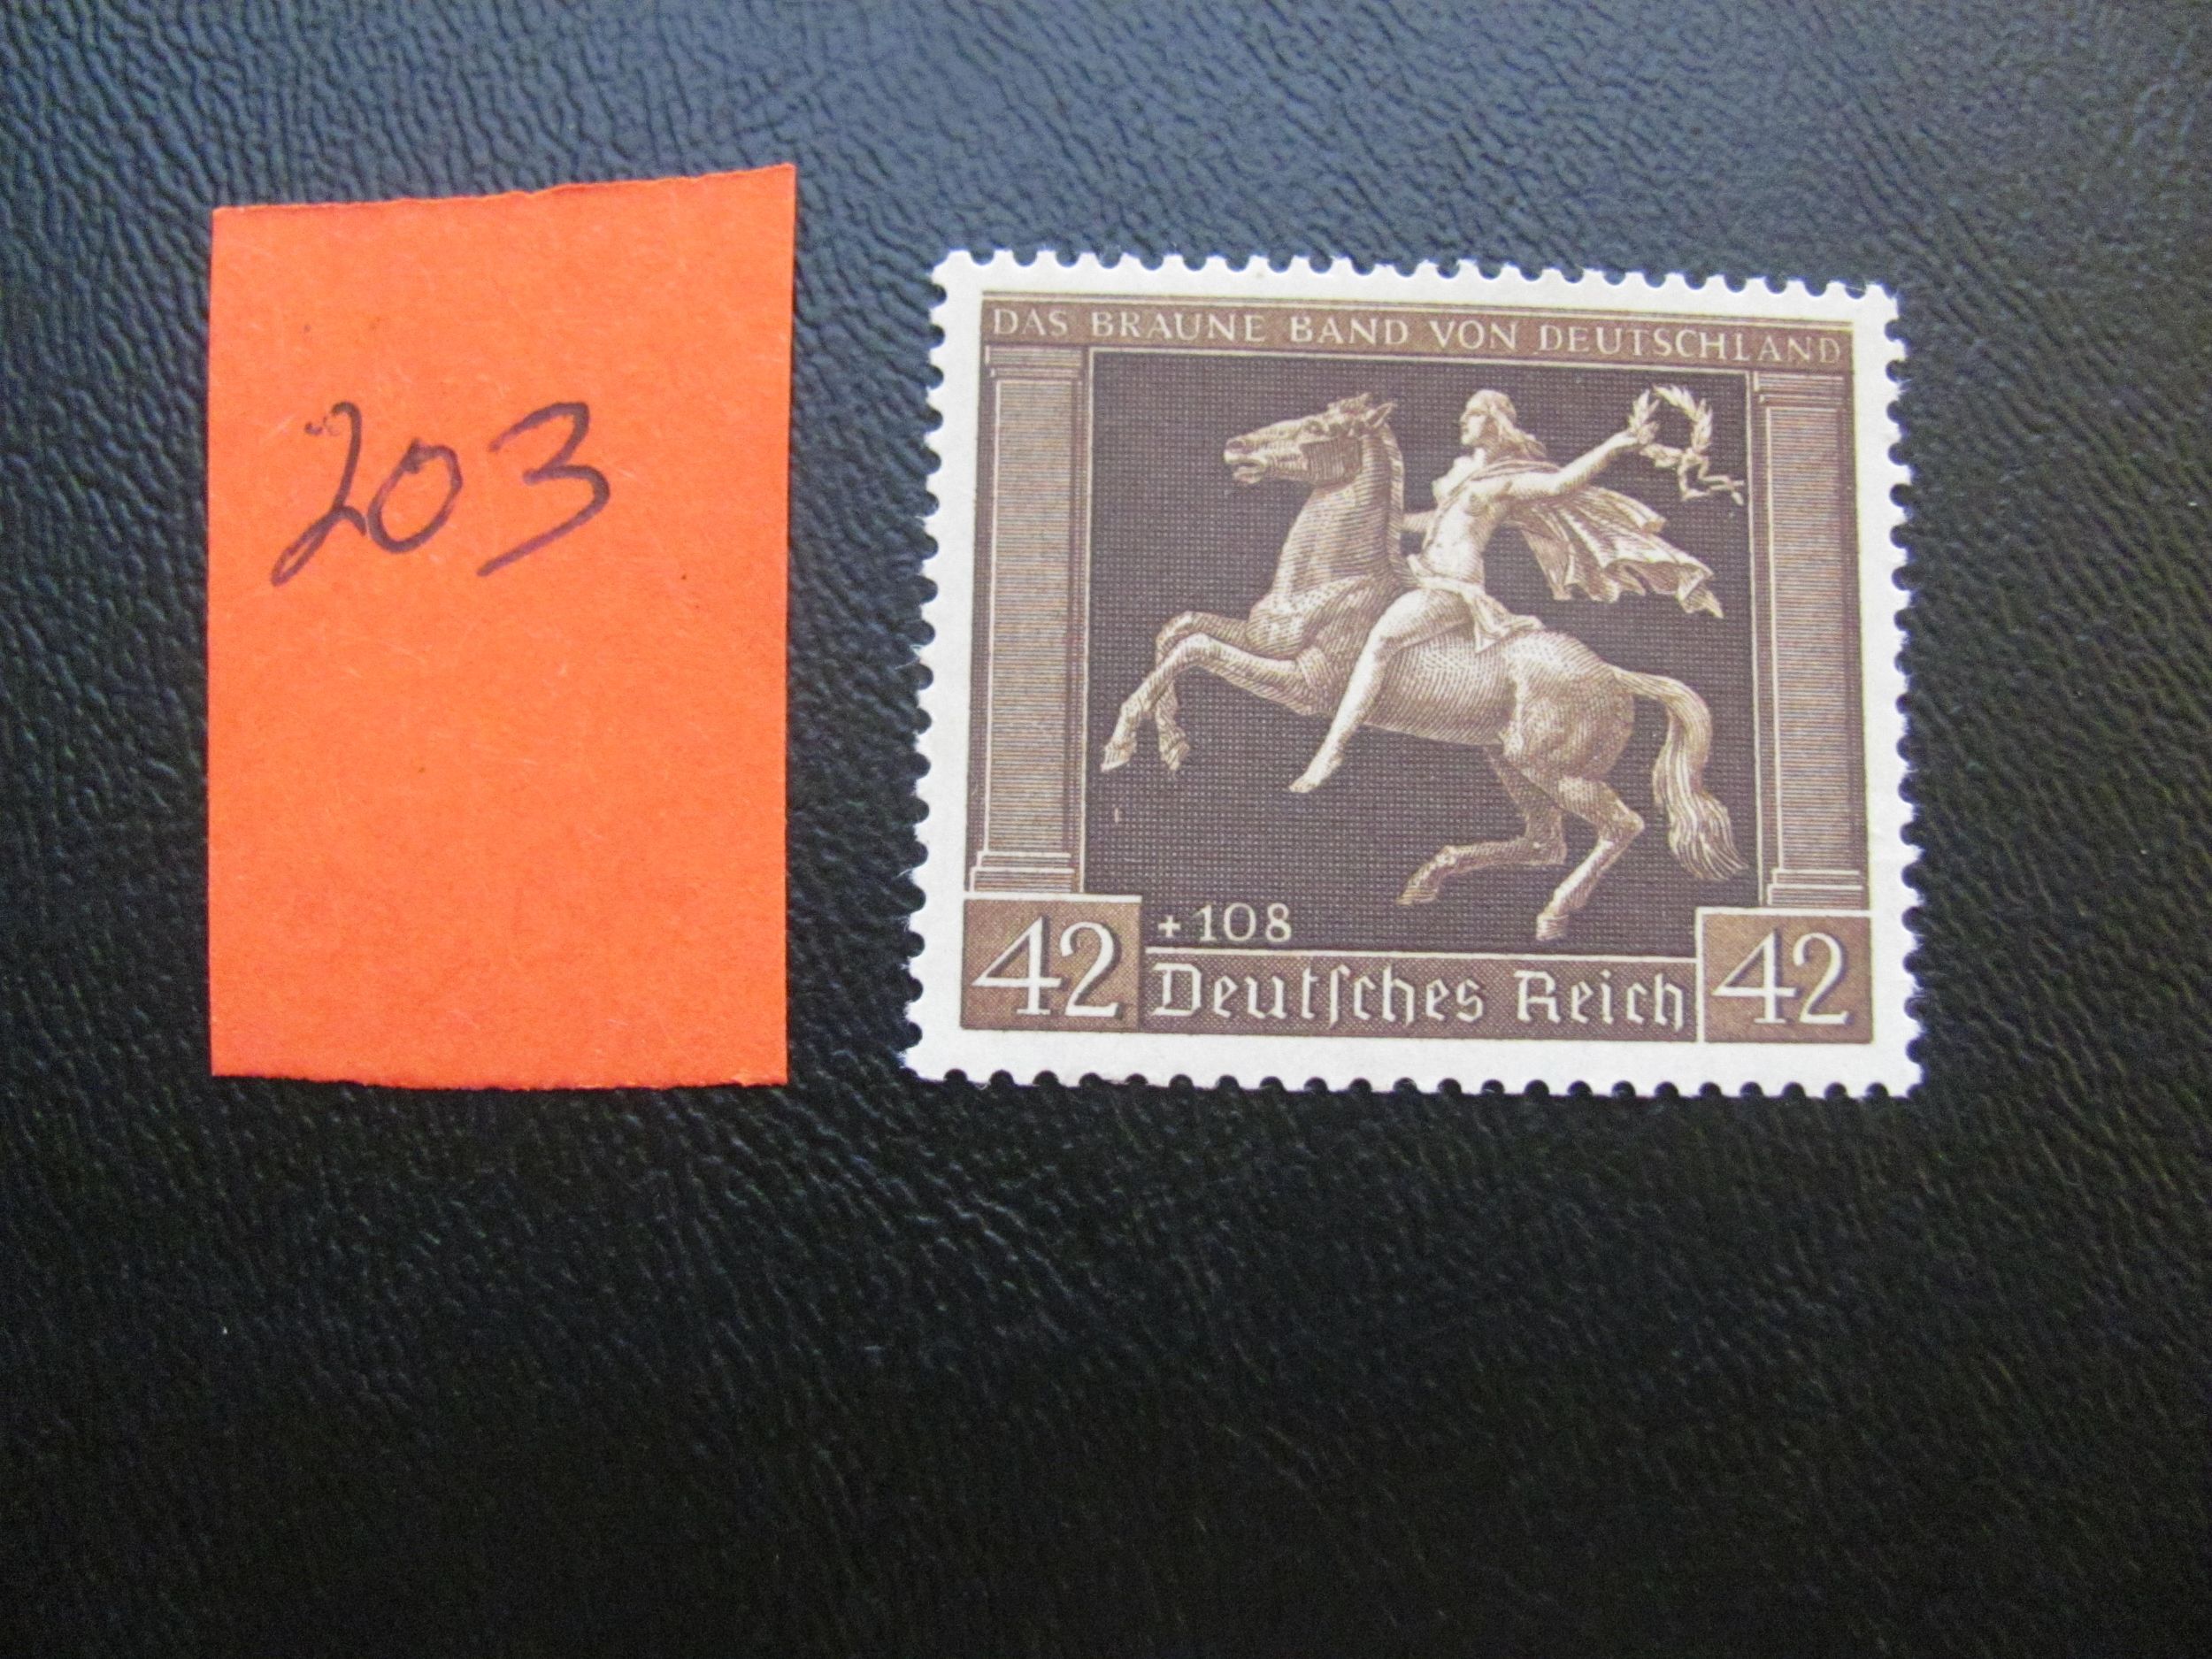 203
DAS BRAUNE BAND VON DEUTSCHLAND
+108
42 Deutſches Reich 42